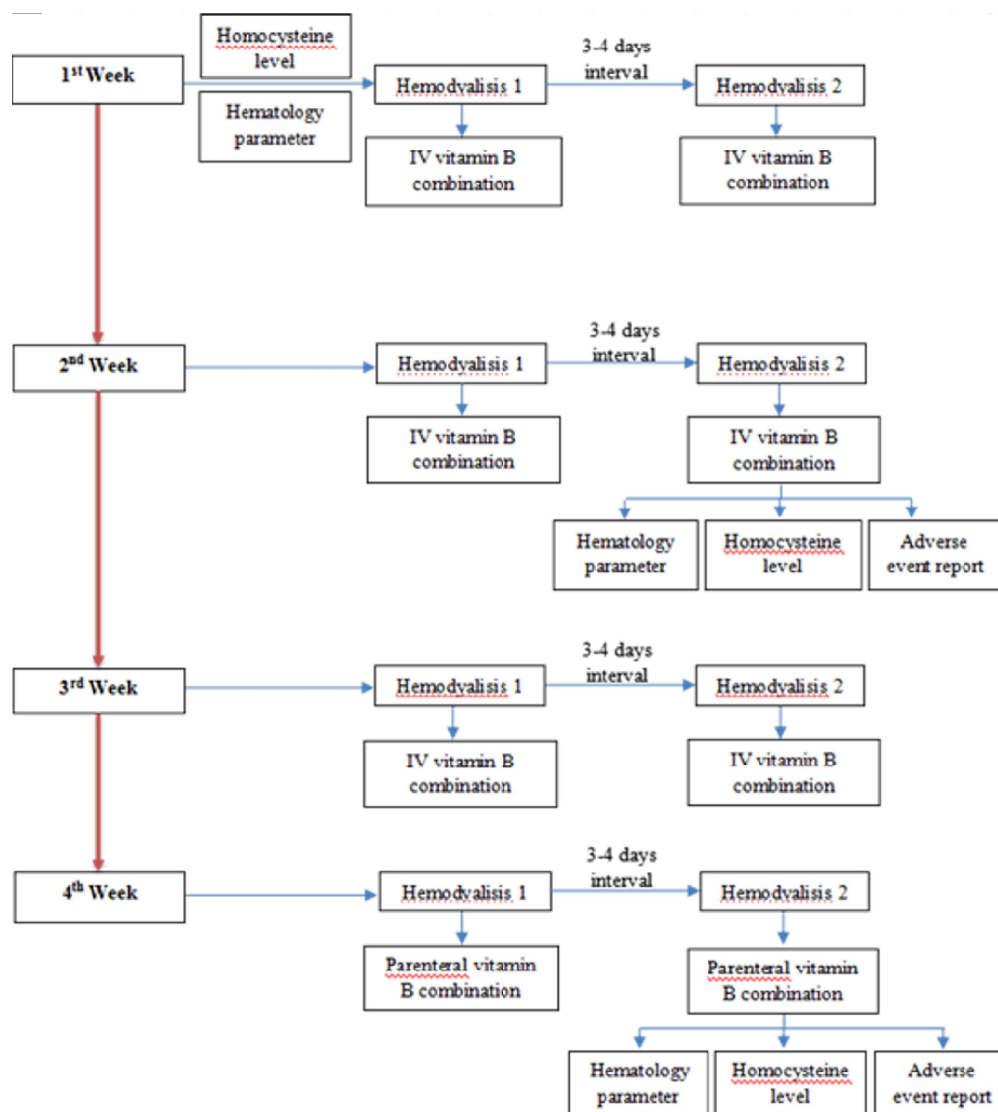 Homocysteine
level
3-4 days
interval
1st Week
Hemodyalisis 1
Hemodyalisis 2
Hematology
parameter
IV vitamin B
combination
IV vitamin B
combination
3-4 days
interval
2nd Week
Hemodyalisis 1
Hemodyalisis 2
IV vitamin B
combination
IV vitamin B
combination
Hematology
parameter
Homocysteine
level
Adverse
event report
3-4 days
interval
3rd Week
Hemodyalisis 1
Hemodyalisis 2
IV vitamin B
combination
IV vitamin B
combination
3-4 days
interval
4th Week
Hemodyalisis 1
Hemodyalisis 2
Parenteral vitamin
B combination
Parenteral vitamin
B combination
Hematology
parameter
Homocysteine
level
Adverse
event report